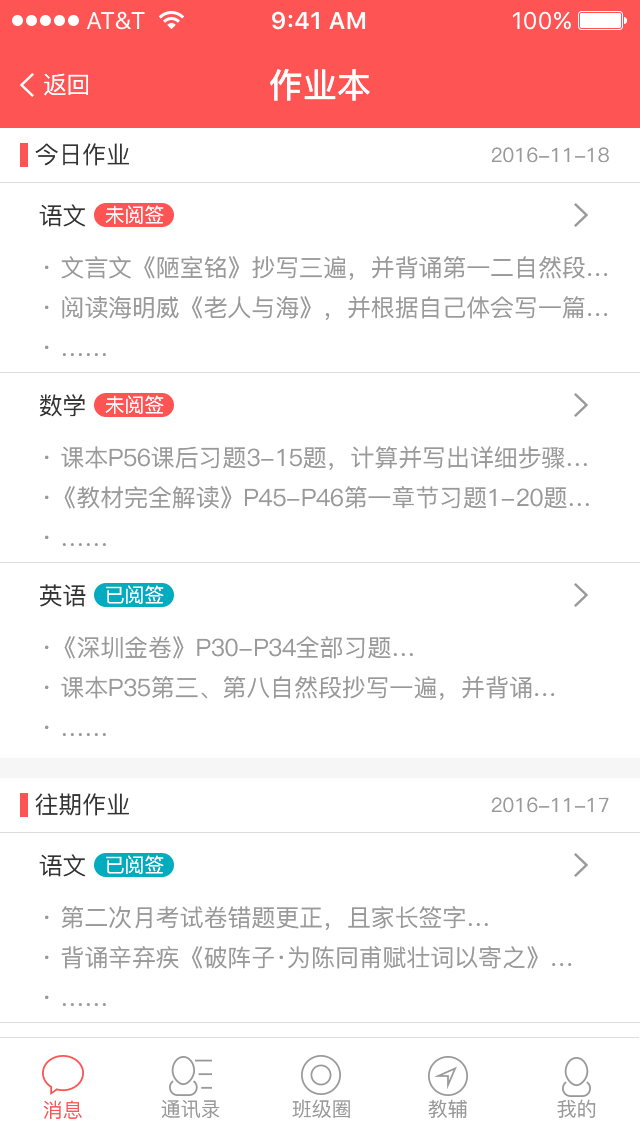 AT&T 9:41 AM 100%
返回 作业本
今日作业 2016-11-18
语文 未阅签
· 文言文《陋室铭》抄写三遍，并背诵第一二自然段...
· 阅读海明威《老人与海》，并根据自己体会写一篇...
· ......
数学 未阅签
· 课本P56课后习题3-15题，计算并写出详细步骤...
·《教材完全解读》P45-P46第一章节习题1-20题...
· ......
英语 已阅签
·《深圳金卷》P30-P34全部习题...
· 课本P35第三、第八自然段抄写一遍，并背诵...
· ......
往期作业 2016-11-17
语文 已阅签
· 第二次月考试卷错题更正，且家长签字...
· 背诵辛弃疾《破阵子·为陈同甫赋壮词以寄之》...
· ......
消息 通讯录 班级圈 教辅 我的